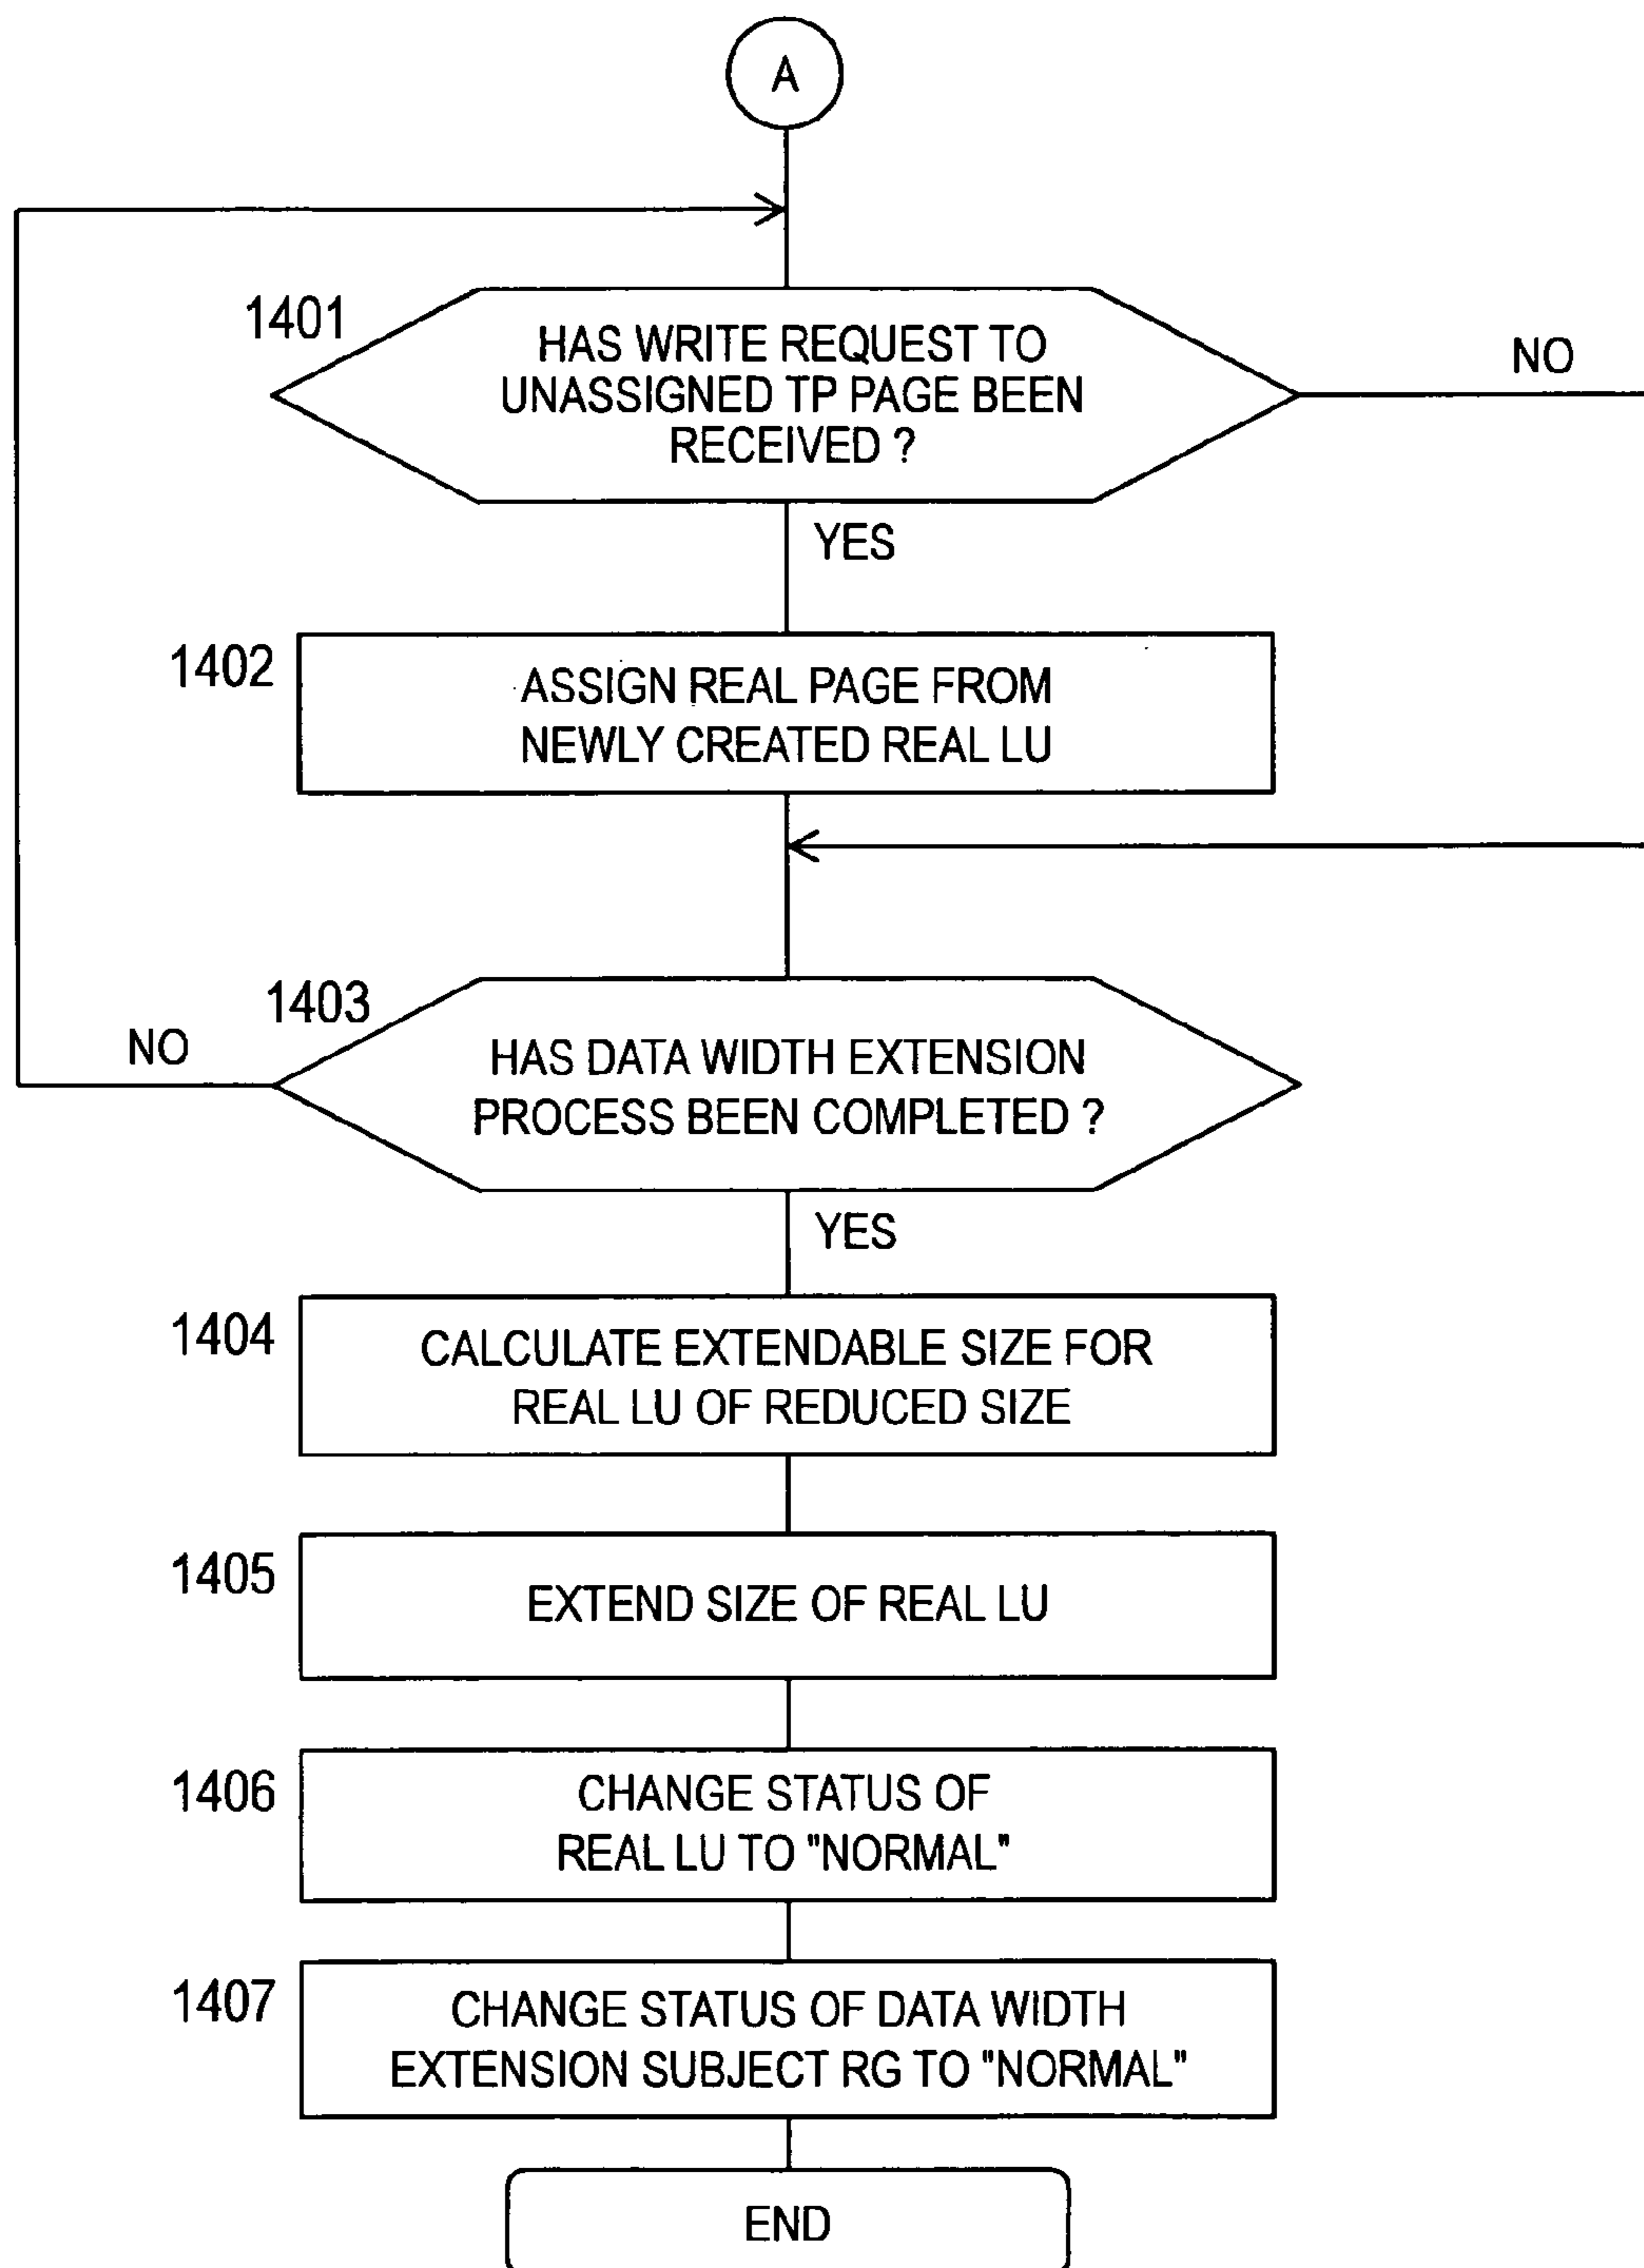 A
1401
HAS WRITE REQUEST TO
UNASSIGNED TP PAGE BEEN
RECEIVED ?
NO
YES
1402
ASSIGN REAL PAGE FROM
NEWLY CREATED REAL LU
1403
NO
HAS DATA WIDTH EXTENSION
PROCESS BEEN COMPLETED ?
YES
1404
CALCULATE EXTENDABLE SIZE FOR
REAL LU OF REDUCED SIZE
1405
EXTEND SIZE OF REAL LU
1406
CHANGE STATUS OF
REAL LU TO "NORMAL"
1407
CHANGE STATUS OF DATA WIDTH
EXTENSION SUBJECT RG TO "NORMAL"
END